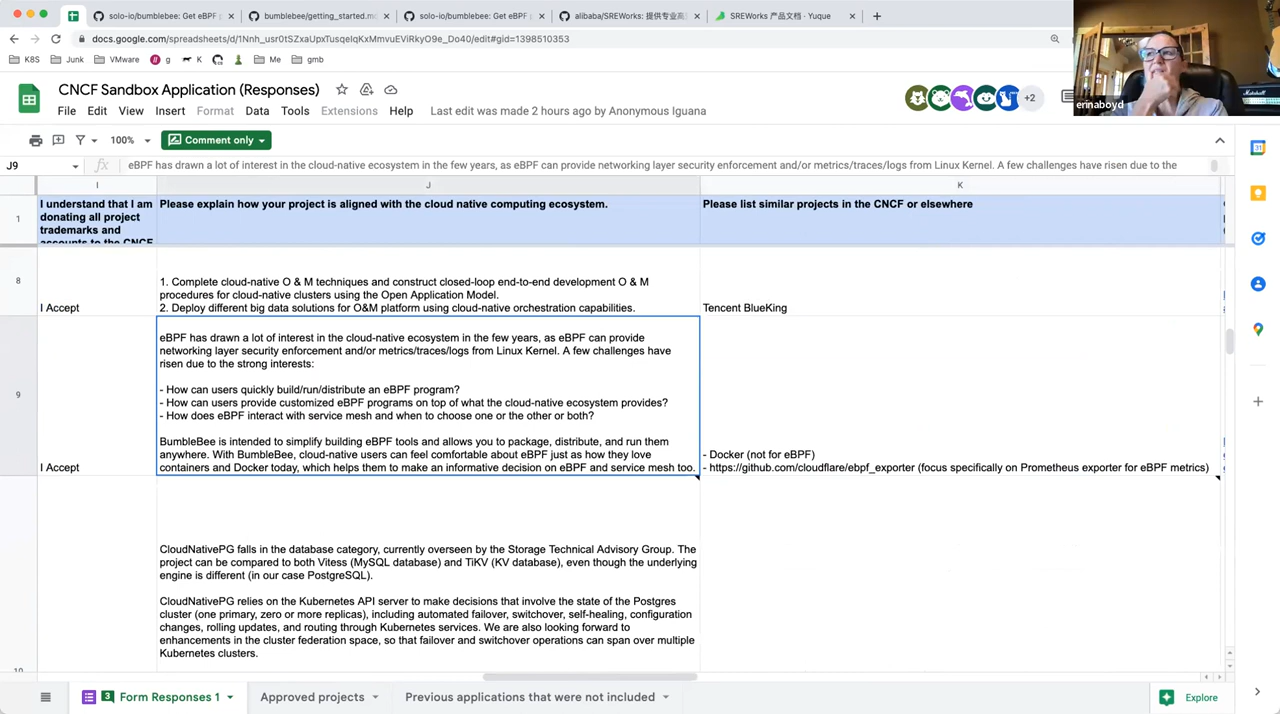 solo-io/bumblebee: Get eBPF
bumblebee/getting_started.m
solo-io/bumblebee: Get eBPF
alibaba/SREWorks: 提供专业高
SREWorks 产品文档 · Yuque
docs.google.com/spreadsheets/d/1Nnh_usr0tSZxaUpxTusqeIqKxMmvuEViRkyO9e_Do40/edit#gid=1398510353
K8S
Junk
VMware
g
K
Me
gmb
CNCF Sandbox Application (Responses)
File Edit View Insert Format Data Tools Extensions Help Last edit was made 2 hours ago by Anonymous Iguana
+2
erinaboyd
100%
Comment only
J9
fx
eBPF has drawn a lot of interest in the cloud-native ecosystem in the few years, as eBPF can provide networking layer security enforcement and/or metrics/traces/logs from Linux Kernel. A few challenges have risen due to the
I
J
K
1
I understand that I am
donating all project
trademarks and
accounts to the CNCF
Please explain how your project is aligned with the cloud native computing ecosystem.
Please list similar projects in the CNCF or elsewhere
8
I Accept
1. Complete cloud-native O & M techniques and construct closed-loop end-to-end development O & M
procedures for cloud-native clusters using the Open Application Model.
2. Deploy different big data solutions for O&M platform using cloud-native orchestration capabilities.
Tencent BlueKing
9
I Accept
eBPF has drawn a lot of interest in the cloud-native ecosystem in the few years, as eBPF can provide
networking layer security enforcement and/or metrics/traces/logs from Linux Kernel. A few challenges have
risen due to the strong interests:
- How can users quickly build/run/distribute an eBPF program?
- How can users provide customized eBPF programs on top of what the cloud-native ecosystem provides?
- How does eBPF interact with service mesh and when to choose one or the other or both?
BumbleBee is intended to simplify building eBPF tools and allows you to package, distribute, and run them
anywhere. With BumbleBee, cloud-native users can feel comfortable about eBPF just as how they love
containers and Docker today, which helps them to make an informative decision on eBPF and service mesh too.
- Docker (not for eBPF)
- https://github.com/cloudflare/ebpf_exporter (focus specifically on Prometheus exporter for eBPF metrics)
10
CloudNativePG falls in the database category, currently overseen by the Storage Technical Advisory Group. The
project can be compared to both Vitess (MySQL database) and TiKV (KV database), even though the underlying
engine is different (in our case PostgreSQL).
CloudNativePG relies on the Kubernetes API server to make decisions that involve the state of the Postgres
cluster (one primary, zero or more replicas), including automated failover, switchover, self-healing, configuration
changes, rolling updates, and routing through Kubernetes services. We are also looking forward to
enhancements in the cluster federation space, so that failover and switchover operations can span over multiple
Kubernetes clusters.
3 Form Responses 1
Approved projects
Previous applications that were not included
Explore